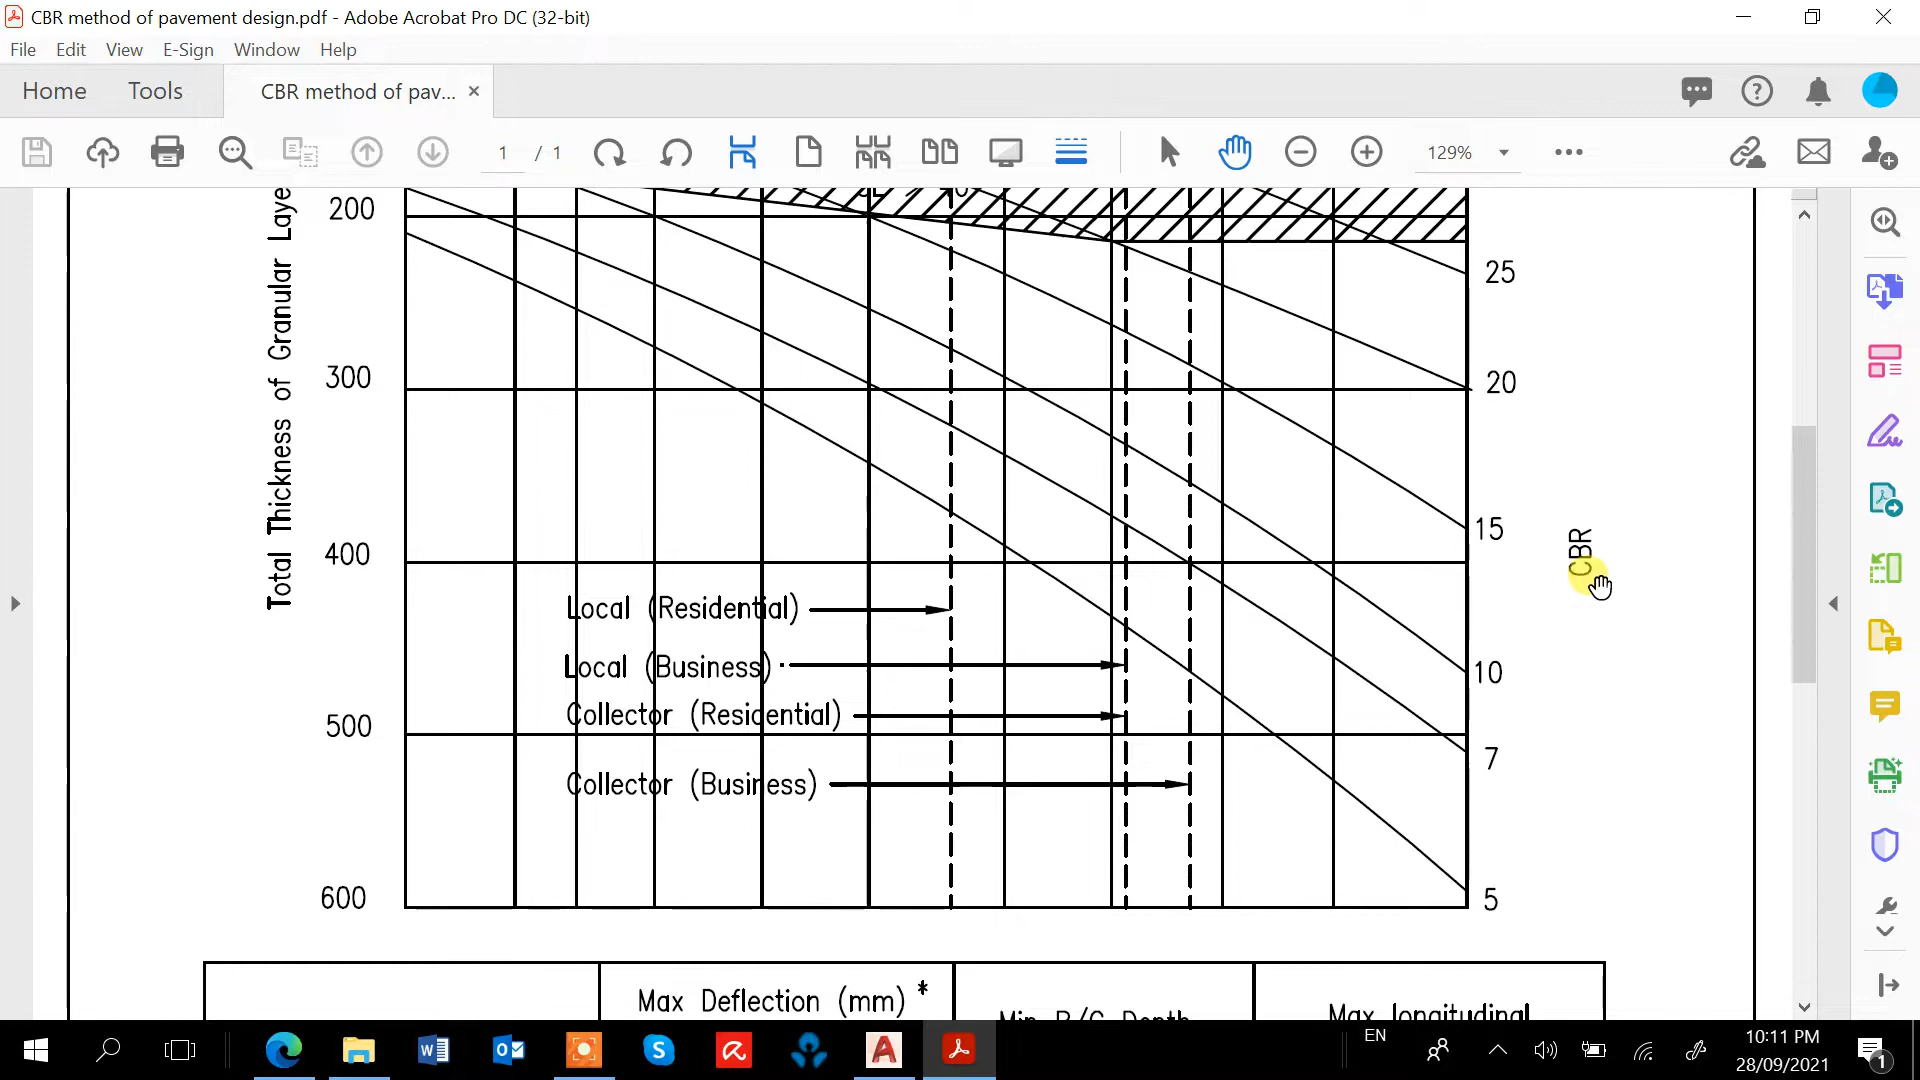 CBR method of pavement design.pdf - Adobe Acrobat Pro DC (32-bit)
File Edit View E-Sign Window Help
Home Tools CBR method of pav...
1 / 1 129%
Total Thickness of Granular Laye
200
300
400
500
600
25
20
15
10
7
5
CBR
Local (Residential)
Local (Business)
Collector (Residential)
Collector (Business)
Max Deflection (mm) *
Min B/C Depth
Max longitudinal
EN
10:11 PM
28/09/2021
1